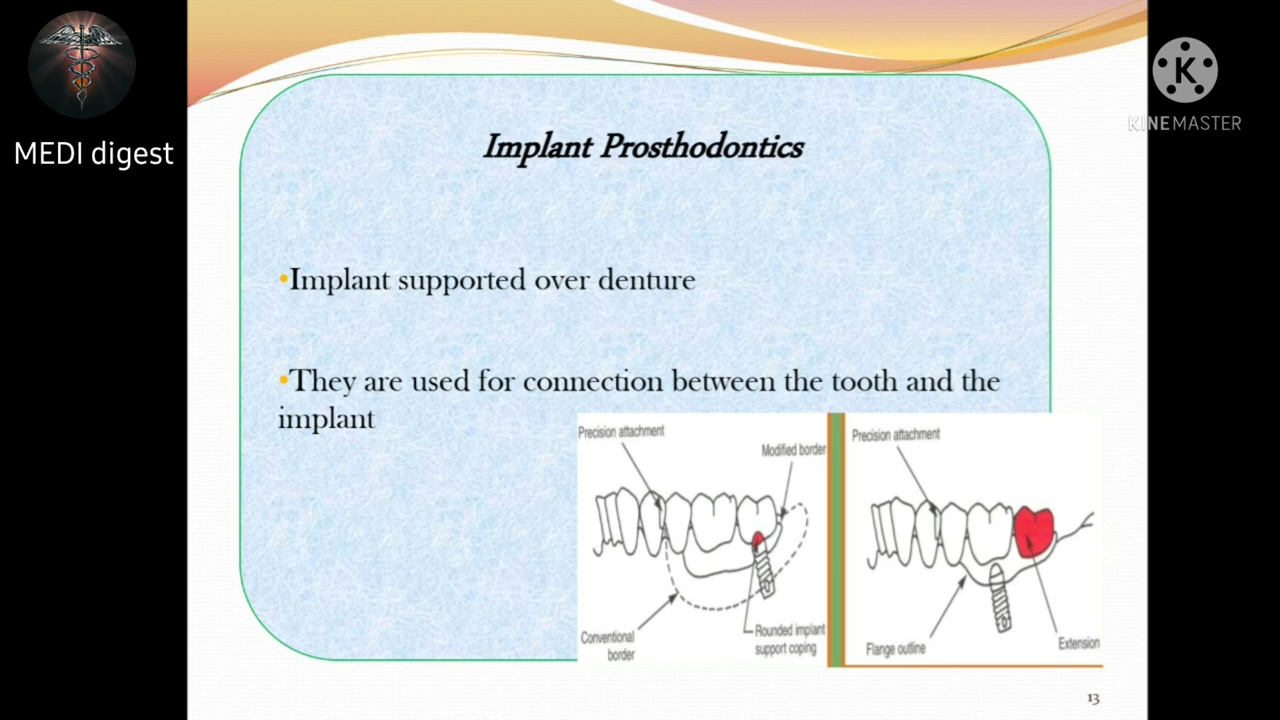 MEDI digest
K
KINEMASTER
Implant Prosthodontics
•Implant supported over denture
•They are used for connection between the tooth and the
implant
Precision attachment
Modified border
Conventional
border
Rounded implant
support coping
Precision attachment
Flange outline
Extension
13